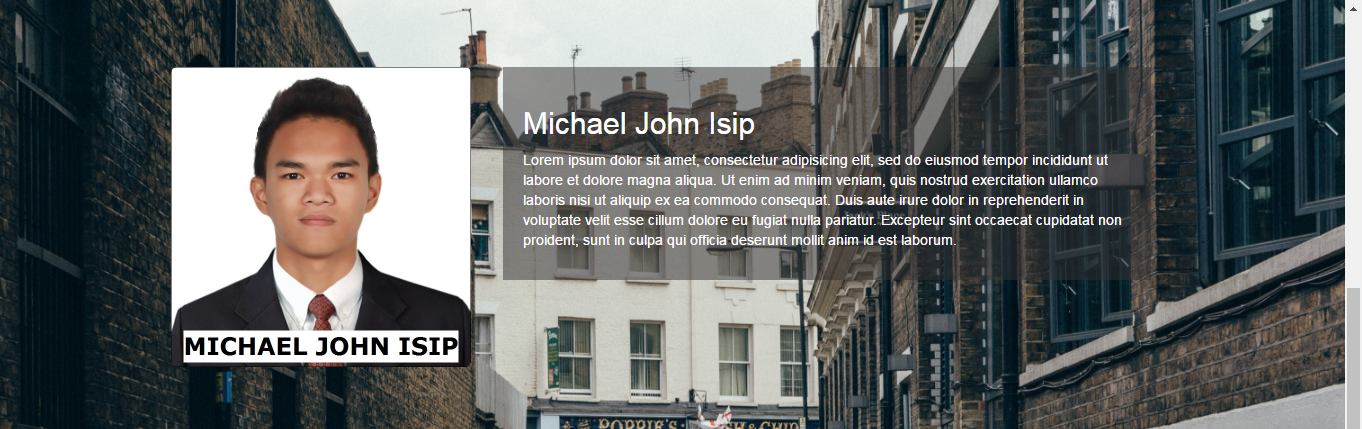 Michael John Isip
Lorem ipsum dolor sit amet, consectetur adipisicing elit, sed do eiusmod tempor incididunt ut
labore et dolore magna aliqua. Ut enim ad minim veniam, quis nostrud exercitation ullamco
laboris nisi ut aliquip ex ea commodo consequat. Duis aute irure dolor in reprehenderit in
voluptate velit esse cillum dolore eu fugiat nulla pariatur. Excepteur sint occaecat cupidatat non
proident, sunt in culpa qui officia deserunt mollit anim id est laborum.
MICHAEL JOHN ISIP
POPPIE'S FISH & CHIPS